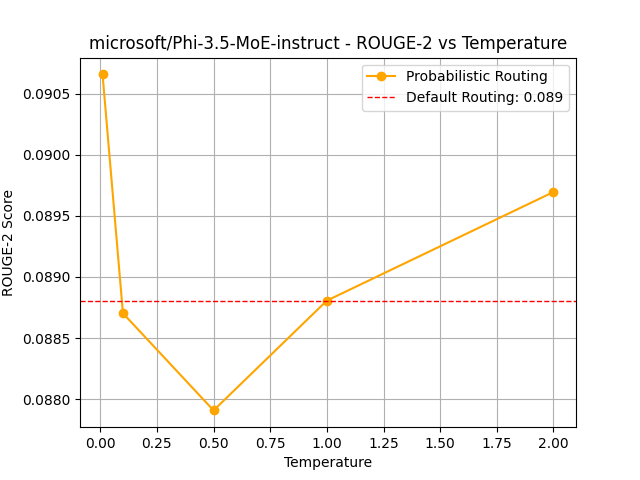 microsoft/Phi-3.5-MoE-instruct - ROUGE-2 vs Temperature
Probabilistic Routing
Default Routing: 0.089
ROUGE-2 Score
0.0905
0.0900
0.0895
0.0890
0.0885
0.0880
0.00 0.25 0.50 0.75 1.00 1.25 1.50 1.75 2.00
Temperature